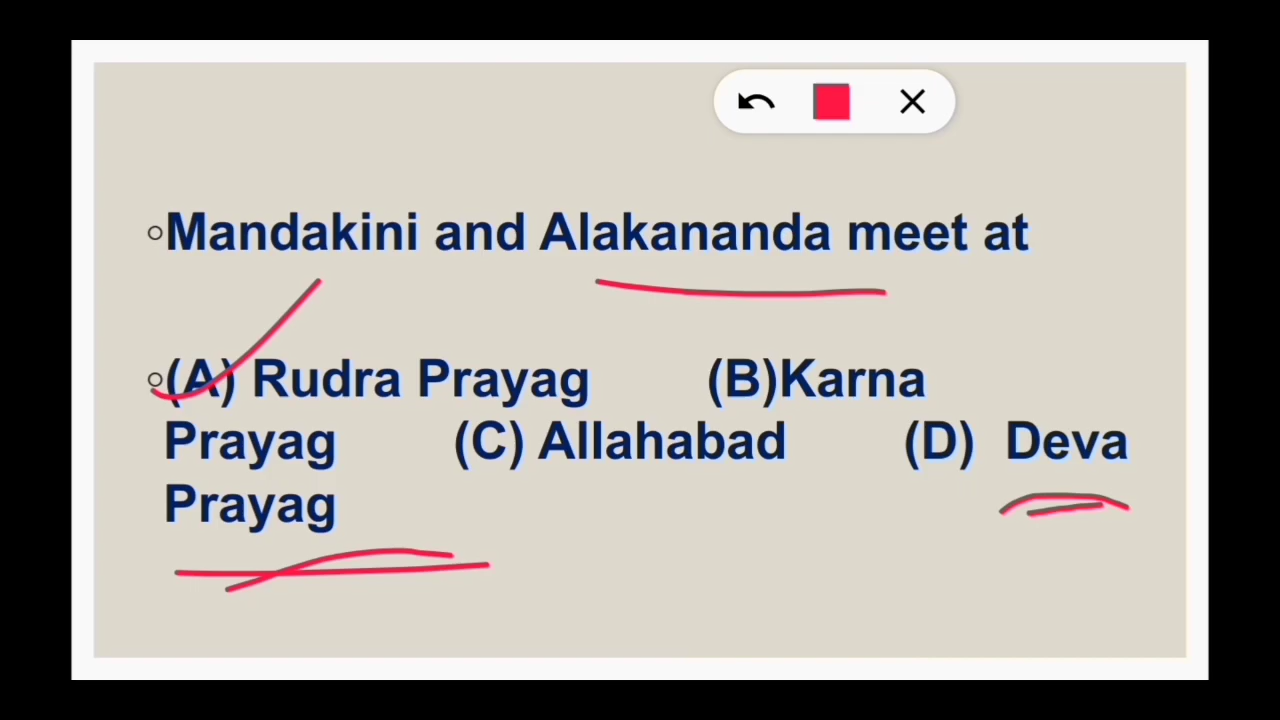 Mandakini and Alakananda meet at
(A) Rudra Prayag (B)Karna
Prayag (C) Allahabad (D) Deva
Prayag